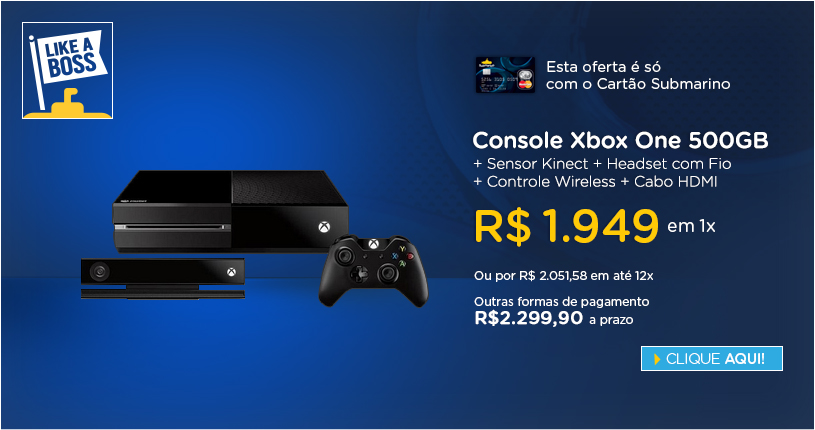 LIKE A
BOSS
Esta oferta é só
com o Cartão Submarino
Console Xbox One 500GB
+ Sensor Kinect + Headset com Fio
+ Controle Wireless + Cabo HDMI
R$ 1.949 em 1x
Ou por R$ 2.051,58 em até 12x
Outras formas de pagamento
R$2.299,90 a prazo
CLIQUE AQUI!